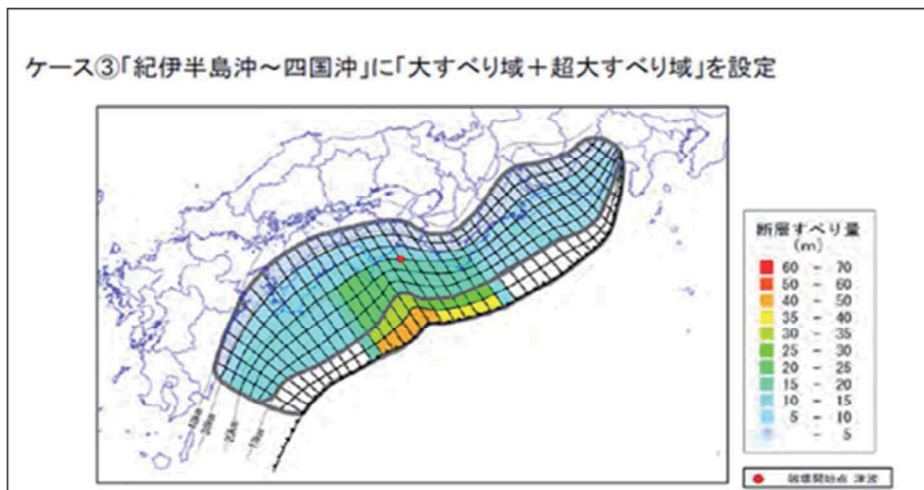 ケース③「紀伊半島沖～四国沖」に「大すべり域＋超大すべり域」を設定
断層すべり量
(m)
60 - 70
50 - 60
40 - 50
35 - 40
30 - 35
25 - 30
20 - 25
15 - 20
10 - 15
5 - 10
- 5
20km
10km
破壊開始点 津波